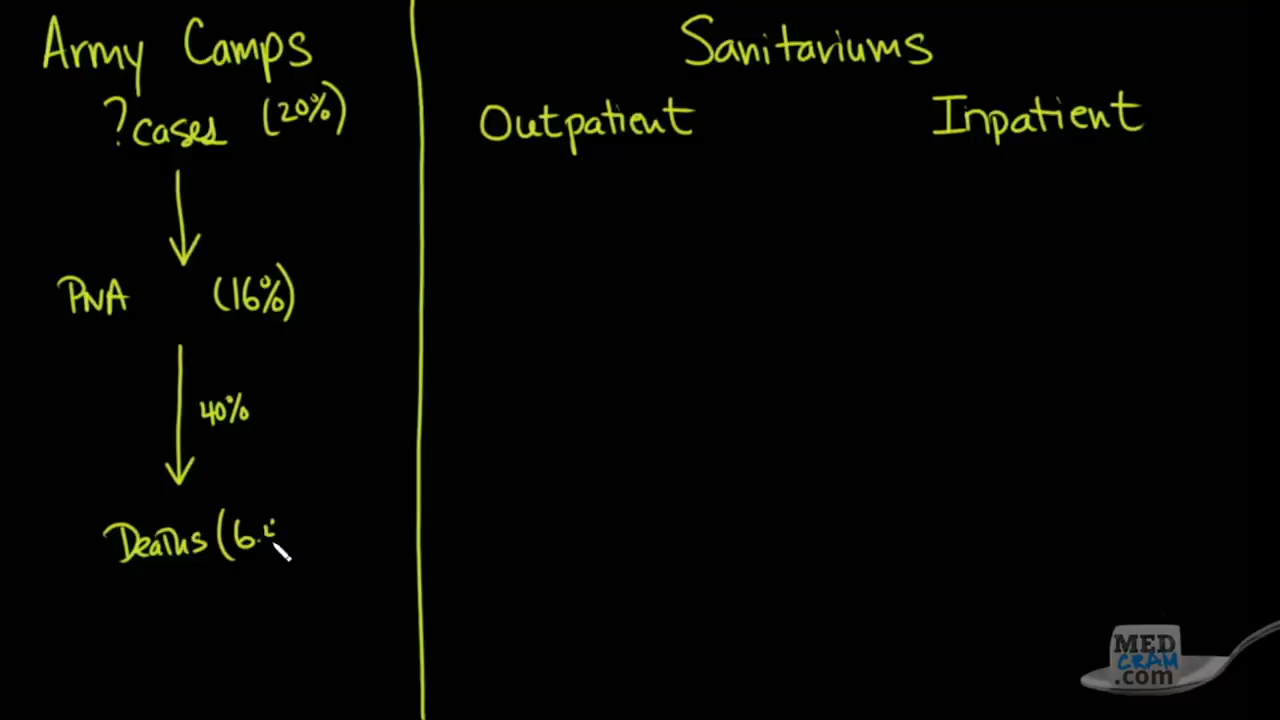 Army Camps
?cases (20%)
PNA (16%)
40%
Deaths (6.
Sanitariums
Outpatient Inpatient
MED
CRAM
.com